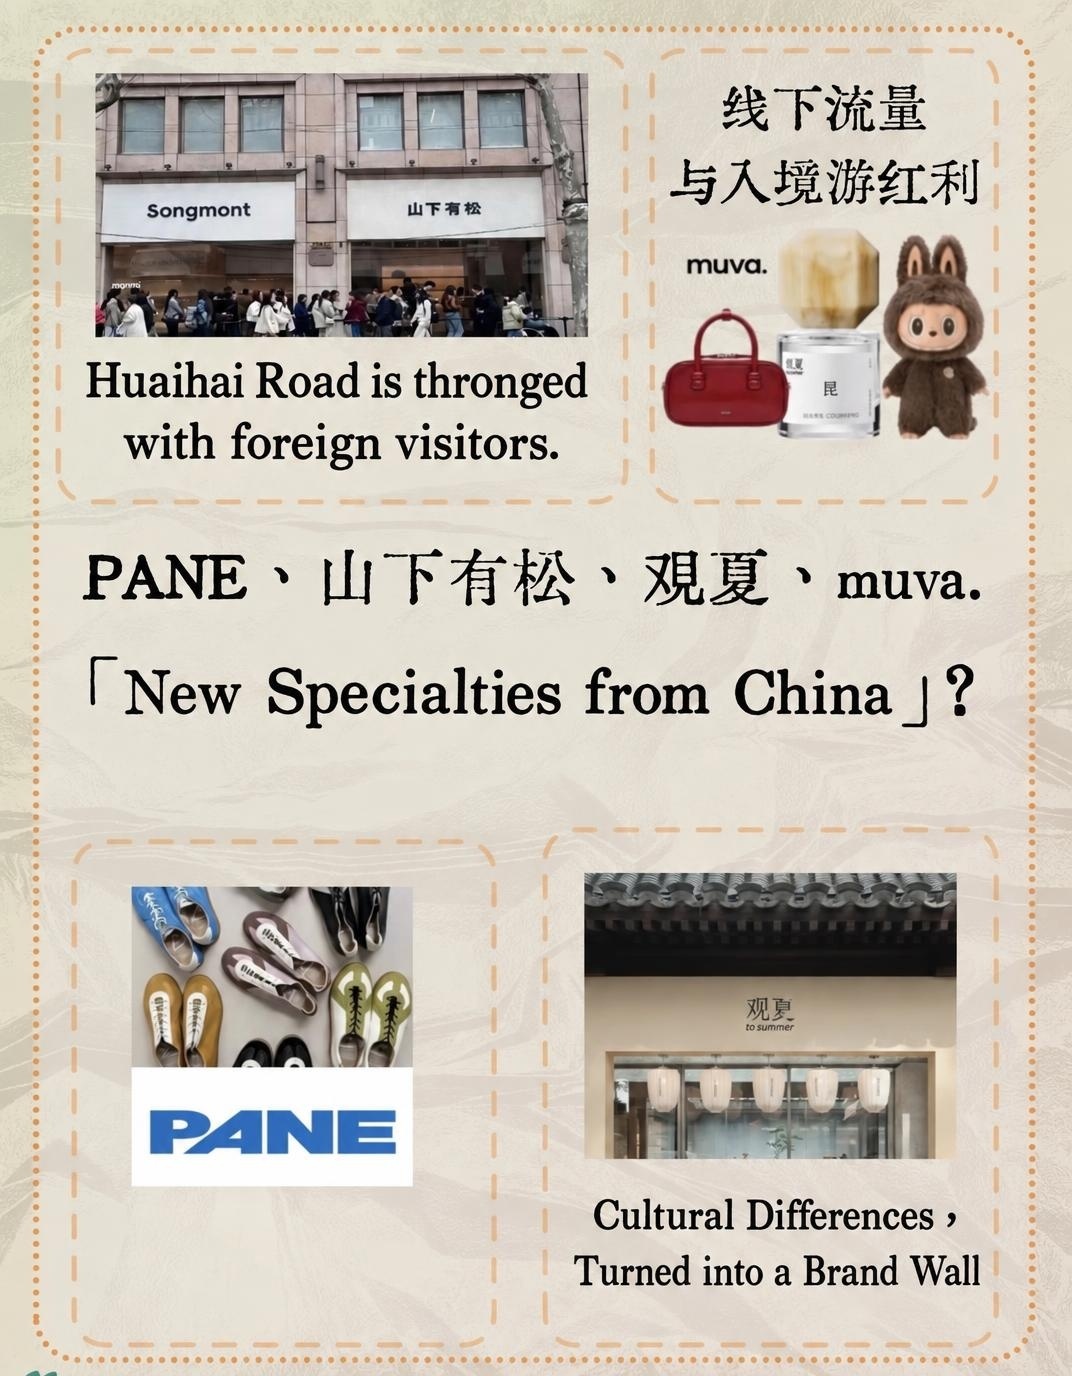 Songmont
山下有松
Huaihai Road is thronged
with foreign visitors.
线下流量
与入境游红利
muva.
观夏
昆
PANE、山下有松、观夏、muva.
「New Specialties from China」?
PANE
观夏
to summer
Cultural Differences,
Turned into a Brand Wall